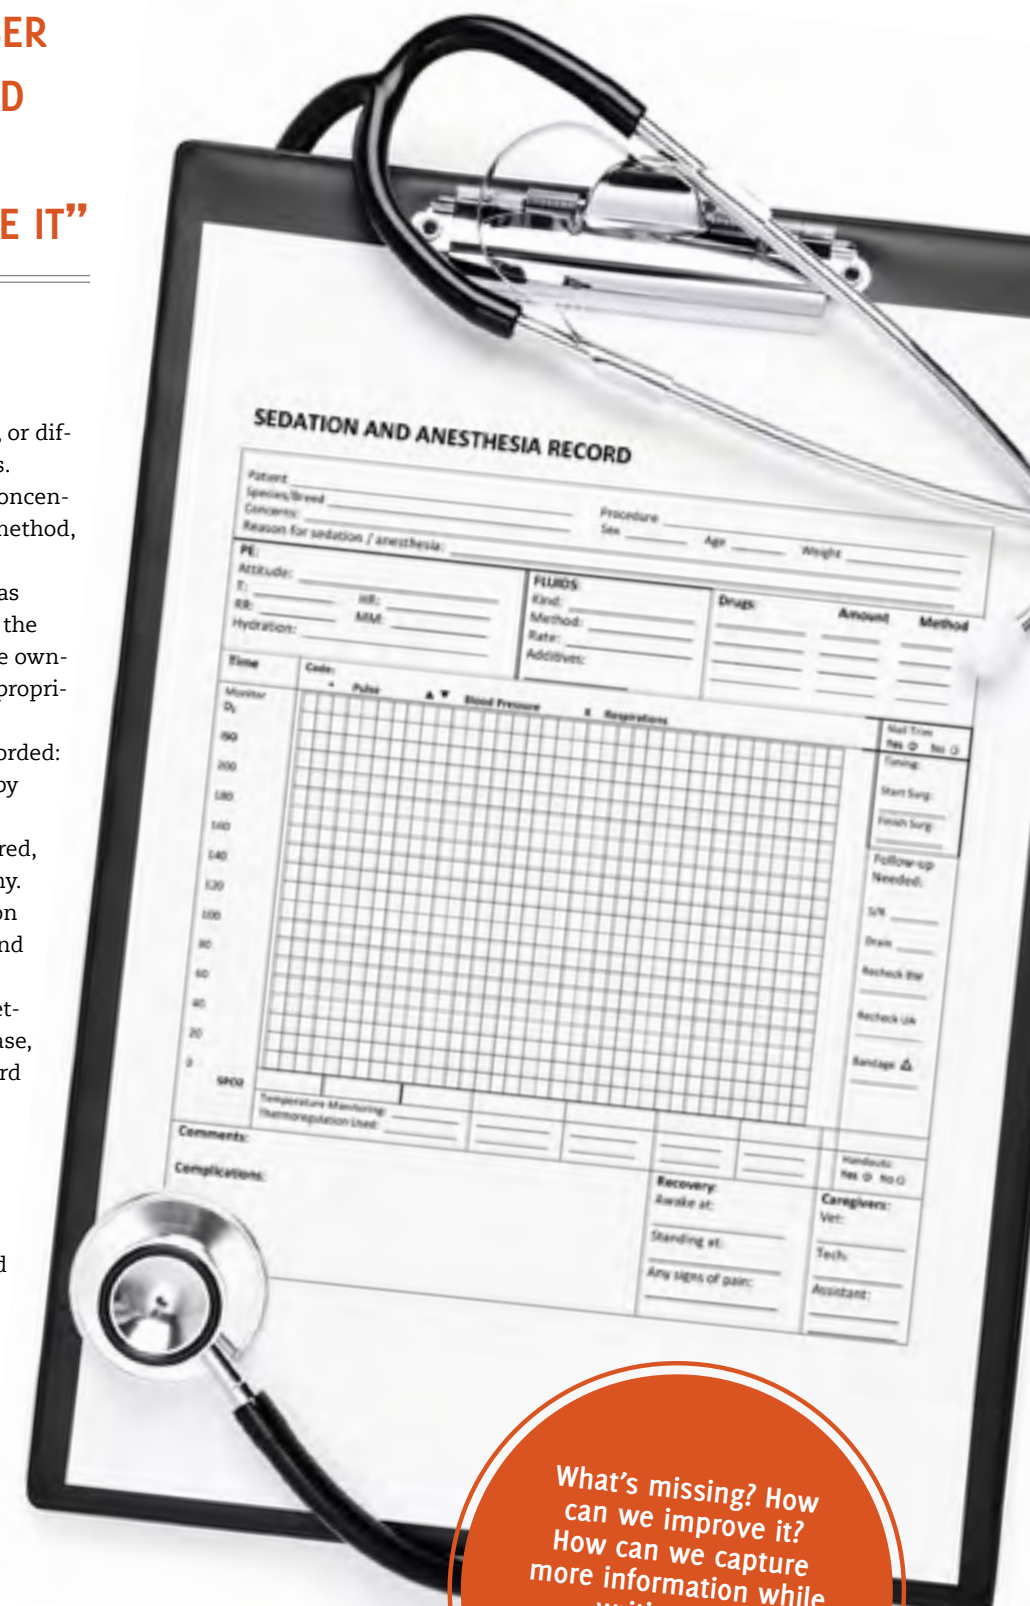 ER
D
E IT”
, or dif-
s.
oncen-
nethod,
as
the
e own-
propri-
orded:
by
red,
ny.
on
nd
et-
ase,
rd
d
SEDATION AND ANESTHESIA RECORD
Patient
Procedure
Species/Breed
Sex Age Weight
Concerns:
Reason for sedation / anesthesia:
PE:
Attitude:
T: HR:
RR: MM:
Hydration:
FLUIDS:
Kind:
Method:
Rate:
Additives:
Drugs Amount Method
Time Code:
• Pulse ▲ ▼ Blood Pressure X Respirations
Monitor
O₂
ISO
200
180
160
140
120
100
80
60
40
20
0
SPO2
Nail Trim
Yes No
Timing:
Start Surg
Finish Surg
Follow-up
Needed:
S/R
Drain
Recheck BW
Recheck UA
Bandage
Temperature Monitoring:
Thermoregulation Used:
Handouts:
Yes No
Comments:
Complications:
Recovery:
Awake at:
Standing at:
Any signs of pain:
Caregivers:
Vet:
Tech:
Assistant:
What’s missing? How
can we improve it?
How can we capture
more information while